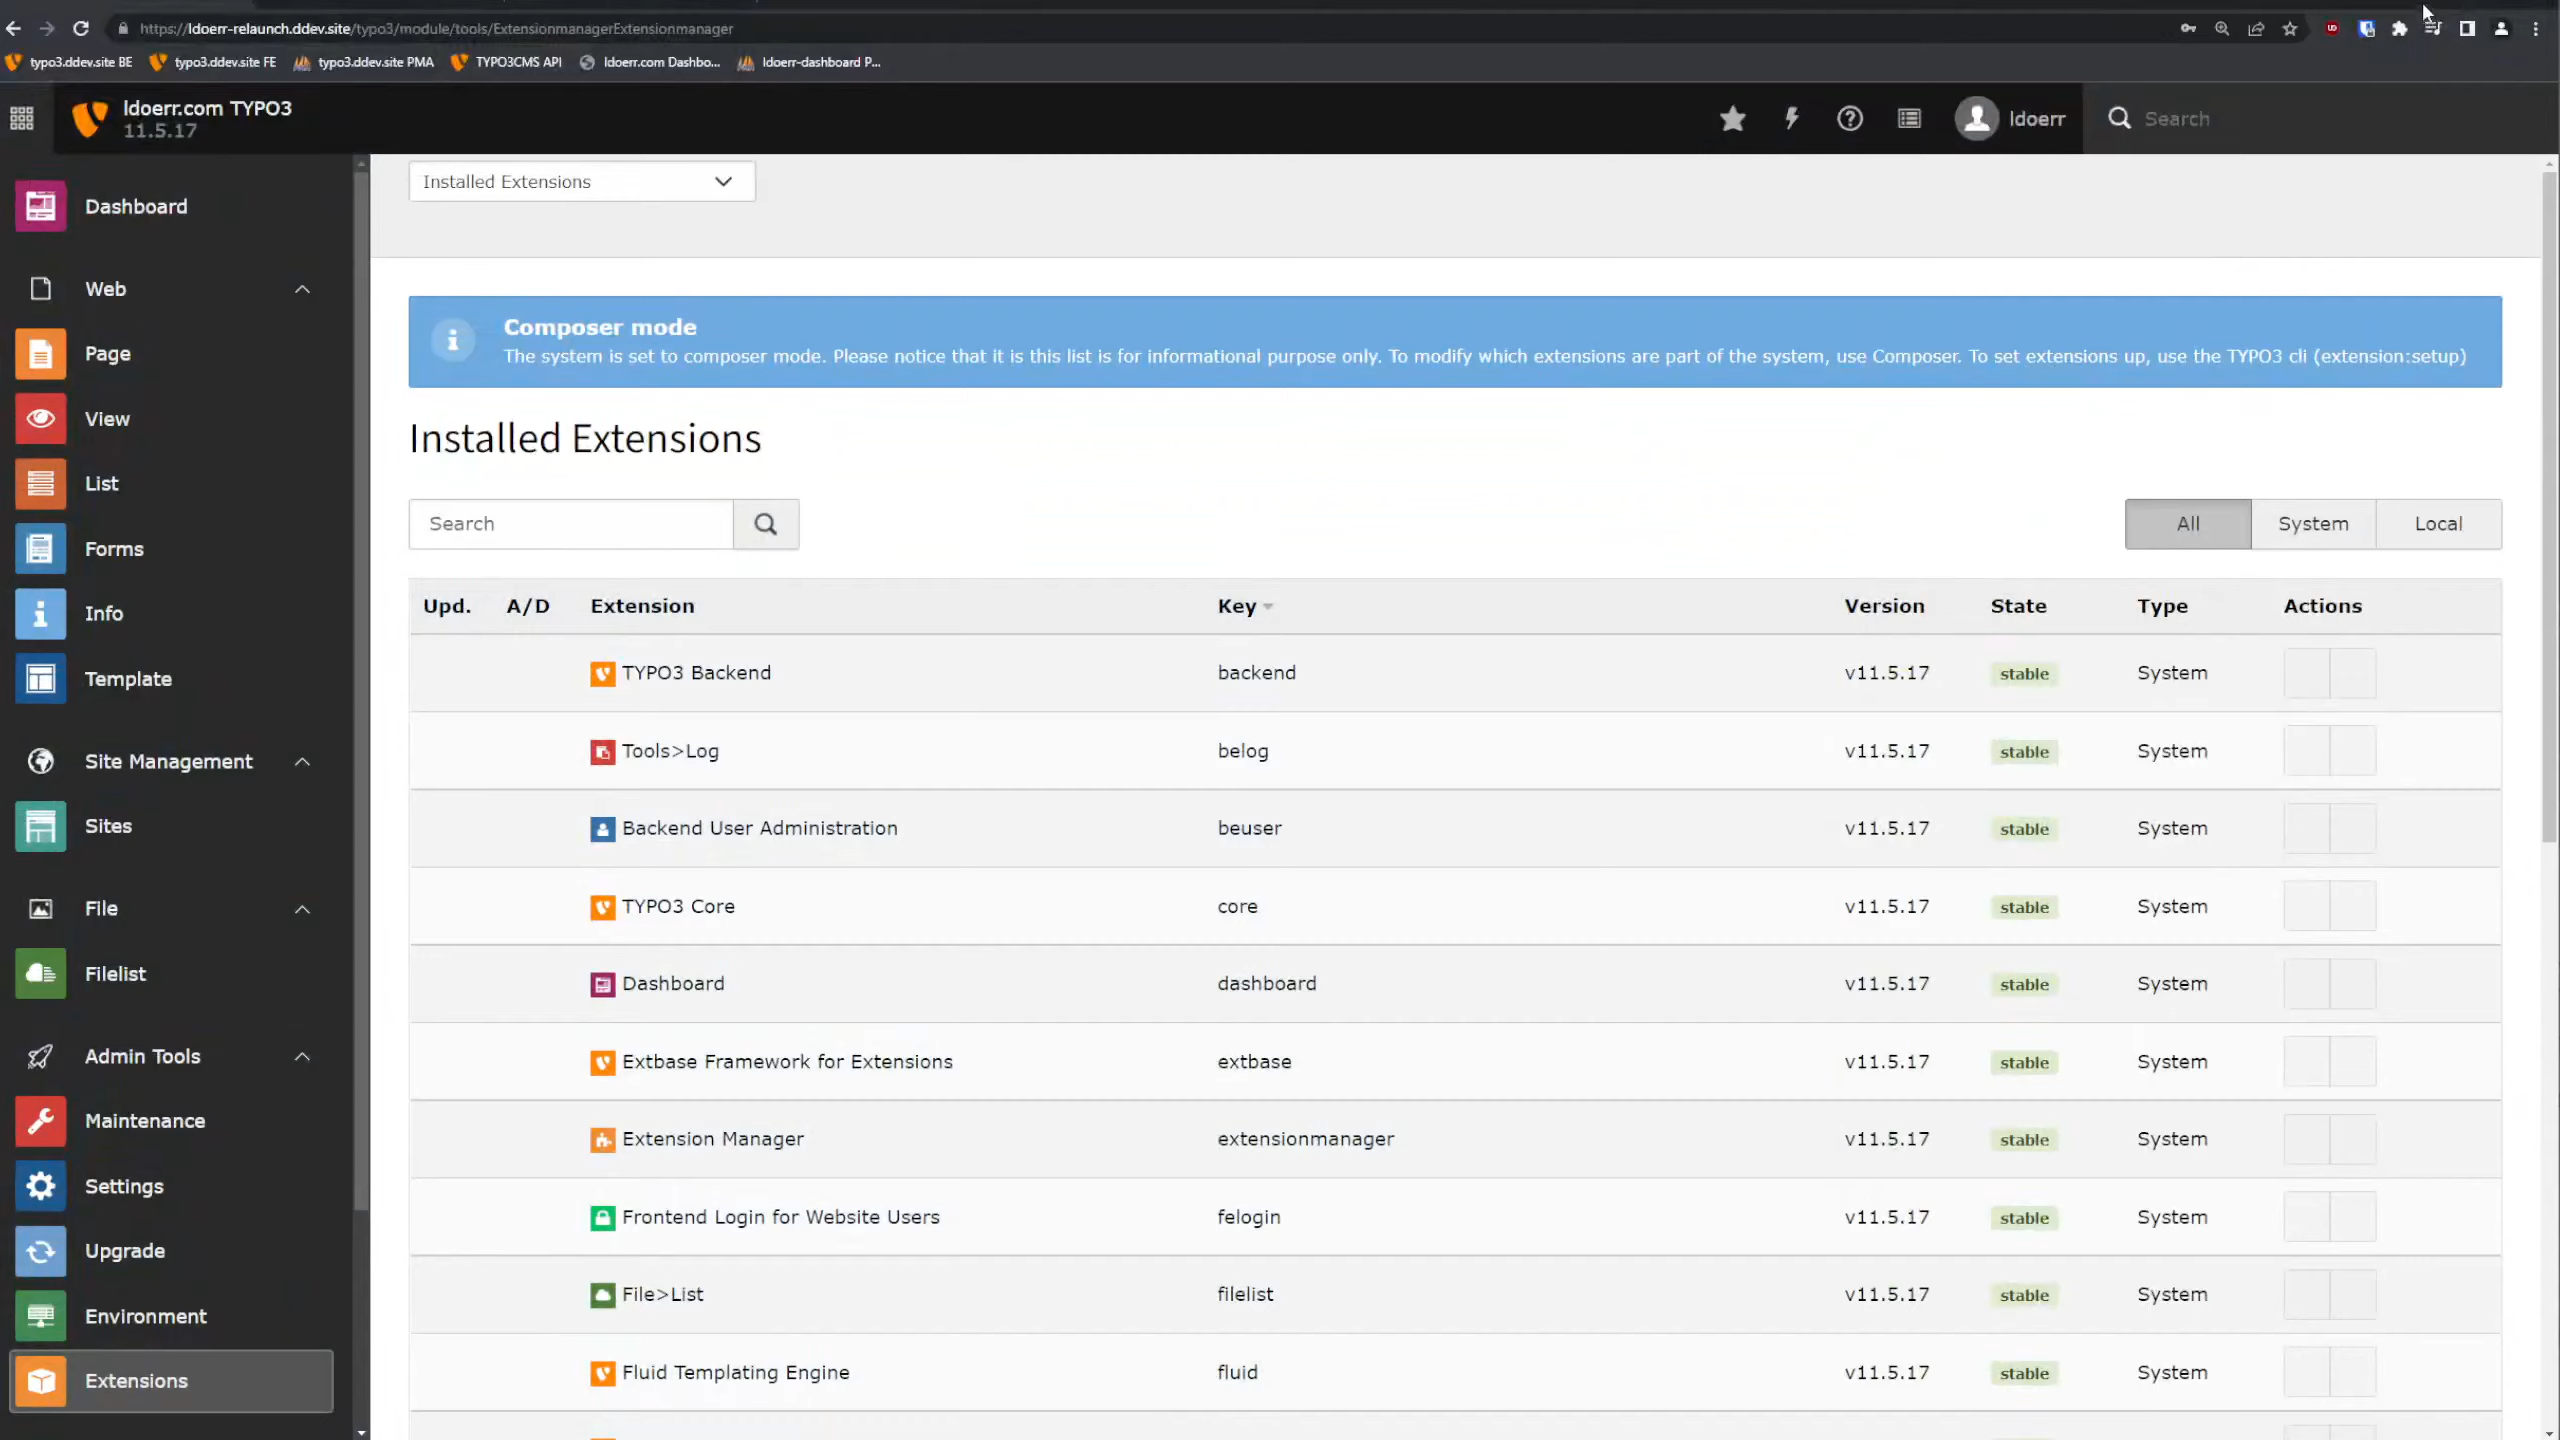 https://ldoerr-relaunch.ddev.site/typo3/module/tools/ExtensionmanagerExtensionmanager
typo3.ddev.site BE typo3.ddev.site FE typo3.ddev.site PMA TYPO3CMS API ldoerr.com Dashbo... ldoerr-dashboard P...
ldoerr.com TYPO3
11.5.17
ldoerr
Search
Dashboard
Web
Page
View
List
Forms
Info
Template
Site Management
Sites
File
Filelist
Admin Tools
Maintenance
Settings
Upgrade
Environment
Extensions
Installed Extensions
Composer mode
The system is set to composer mode. Please notice that it is this list is for informational purpose only. To modify which extensions are part of the system, use Composer. To set extensions up, use the TYPO3 cli (extension:setup)
Installed Extensions
Search
All System Local
Upd. A/D Extension Key Version State Type Actions
TYPO3 Backend backend v11.5.17 stable System
Tools>Log belog v11.5.17 stable System
Backend User Administration beuser v11.5.17 stable System
TYPO3 Core core v11.5.17 stable System
Dashboard dashboard v11.5.17 stable System
Extbase Framework for Extensions extbase v11.5.17 stable System
Extension Manager extensionmanager v11.5.17 stable System
Frontend Login for Website Users felogin v11.5.17 stable System
File>List filelist v11.5.17 stable System
Fluid Templating Engine fluid v11.5.17 stable System